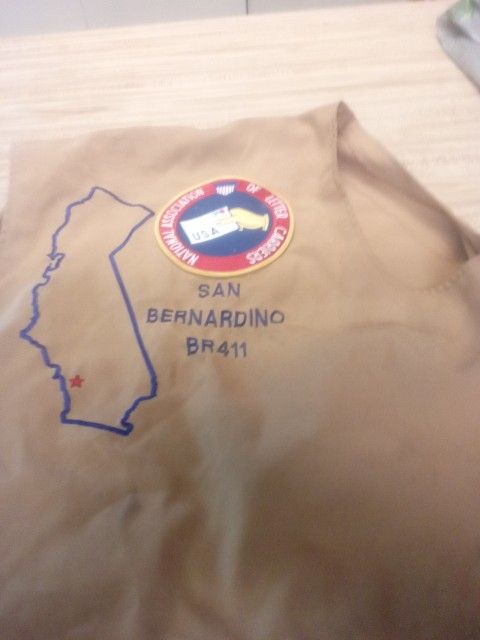 NATIONAL ASSOCIATION OF LETTER CARRIERS
USA
SAN
BERNARDINO
BR411